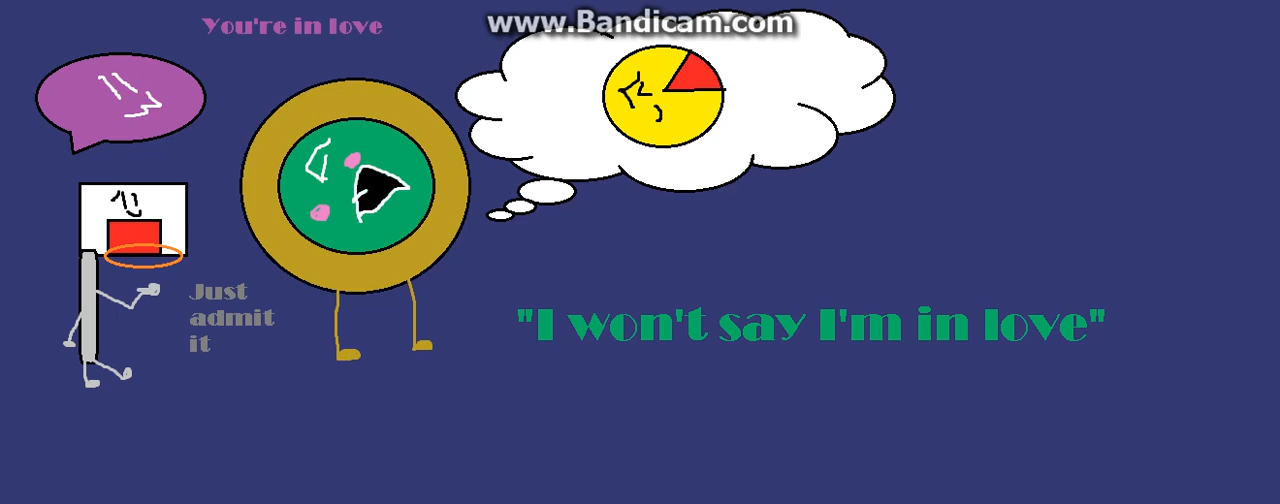 www.Bandicam.com
You're in love
Just
admit
it
"I won't say I'm in love"